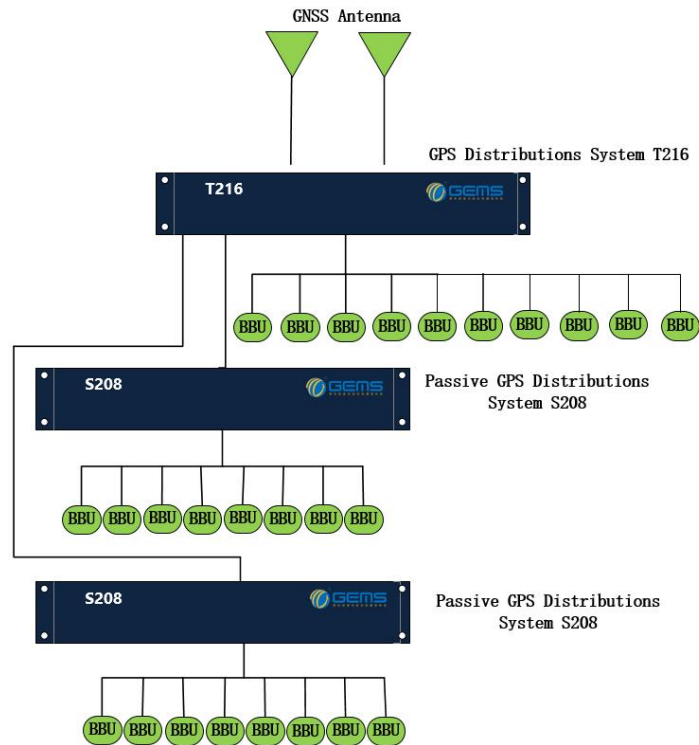 GNSS Antenna
GPS Distributions System T216
T216
GEMS
BBU BBU BBU BBU BBU BBU BBU BBU BBU BBU
S208
GEMS
Passive GPS Distributions
System S208
BBU BBU BBU BBU BBU BBU BBU BBU
S208
GEMS
Passive GPS Distributions
System S208
BBU BBU BBU BBU BBU BBU BBU BBU